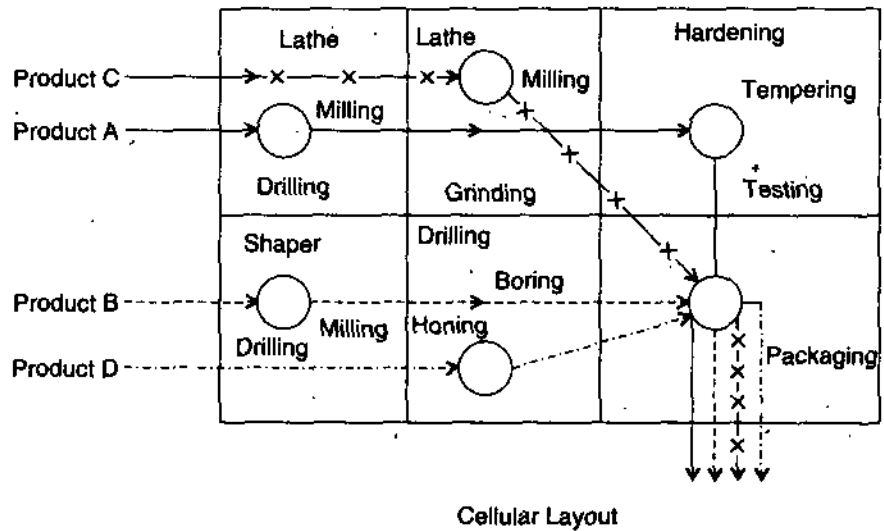 Lathe
Lathe
Hardening
Product C
Milling
Tempering
Milling
Product A
Drilling
Grinding
Testing
Shaper
Drilling
Boring
Product B
Milling
Honing
Drilling
Packaging
Product D
Cellular Layout